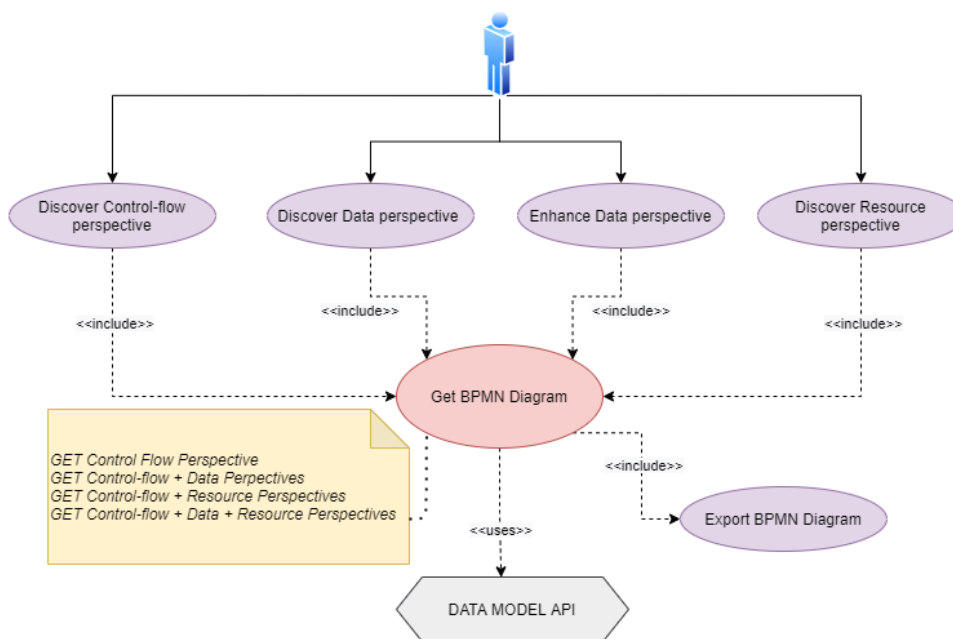 Discover Control-flow
perspective
Discover Data perspective
Enhance Data perspective
Discover Resource
perspective
<<include>>
<<include>>
<<include>>
<<include>>
Get BPMN Diagram
GET Control Flow Perspective
GET Control-flow + Data Perpectives
GET Control-flow + Resource Perspectives
GET Control-flow + Data + Resource Perspectives
<<include>>
<<uses>>
Export BPMN Diagram
DATA MODEL API